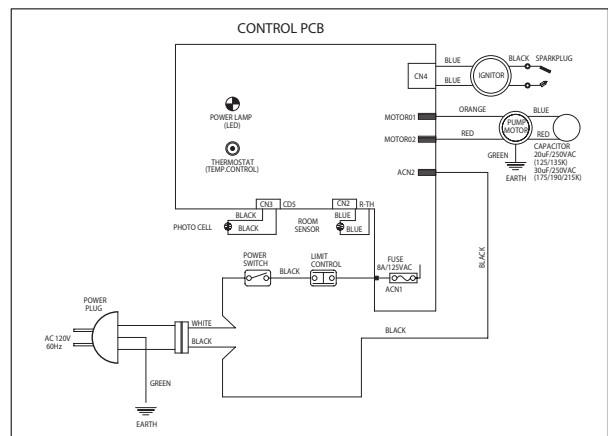 CONTROL PCB
BLUE
BLACK
SPARKPLUG
CN4
IGNITOR
BLUE
POWER LAMP
(LED)
MOTOR01
ORANGE
BLUE
PUMP
MOTOR
MOTOR02
RED
RED
THERMOSTAT
(TEMP.CONTROL)
CAPACITOR
20uF/250VAC
(125/135K)
30uF/250VAC
(175/190/215K)
GREEN
ACN2
EARTH
CN3
CDS
CN2
R-TH
BLACK
BLUE
PHOTO CELL
BLACK
ROOM
SENSOR
BLUE
BLACK
POWER
SWITCH
BLACK
LIMIT
CONTROL
FUSE
8A/125VAC
ACN1
POWER
PLUG
WHITE
BLACK
AC 120V
60Hz
BLACK
GREEN
EARTH